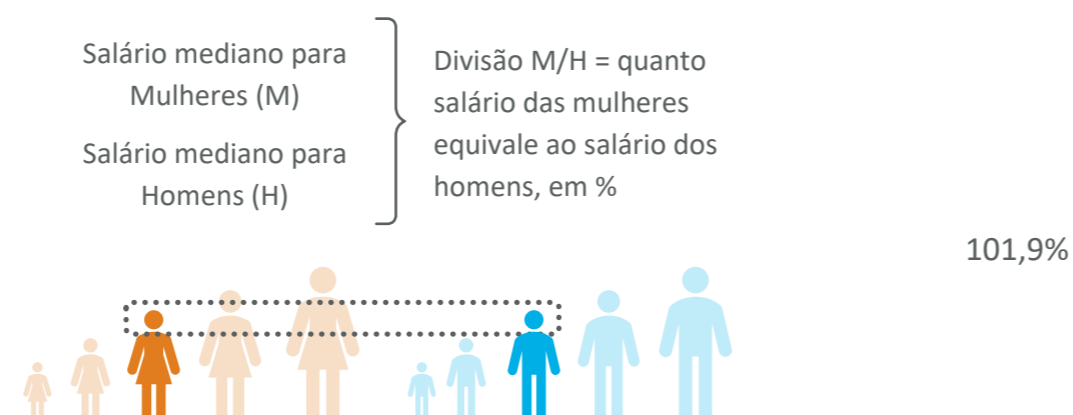 Salário mediano para
Mulheres (M)
Salário mediano para
Homens (H)
Divisão M/H = quanto
salário das mulheres
equivale ao salário dos
homens, em %
101,9%